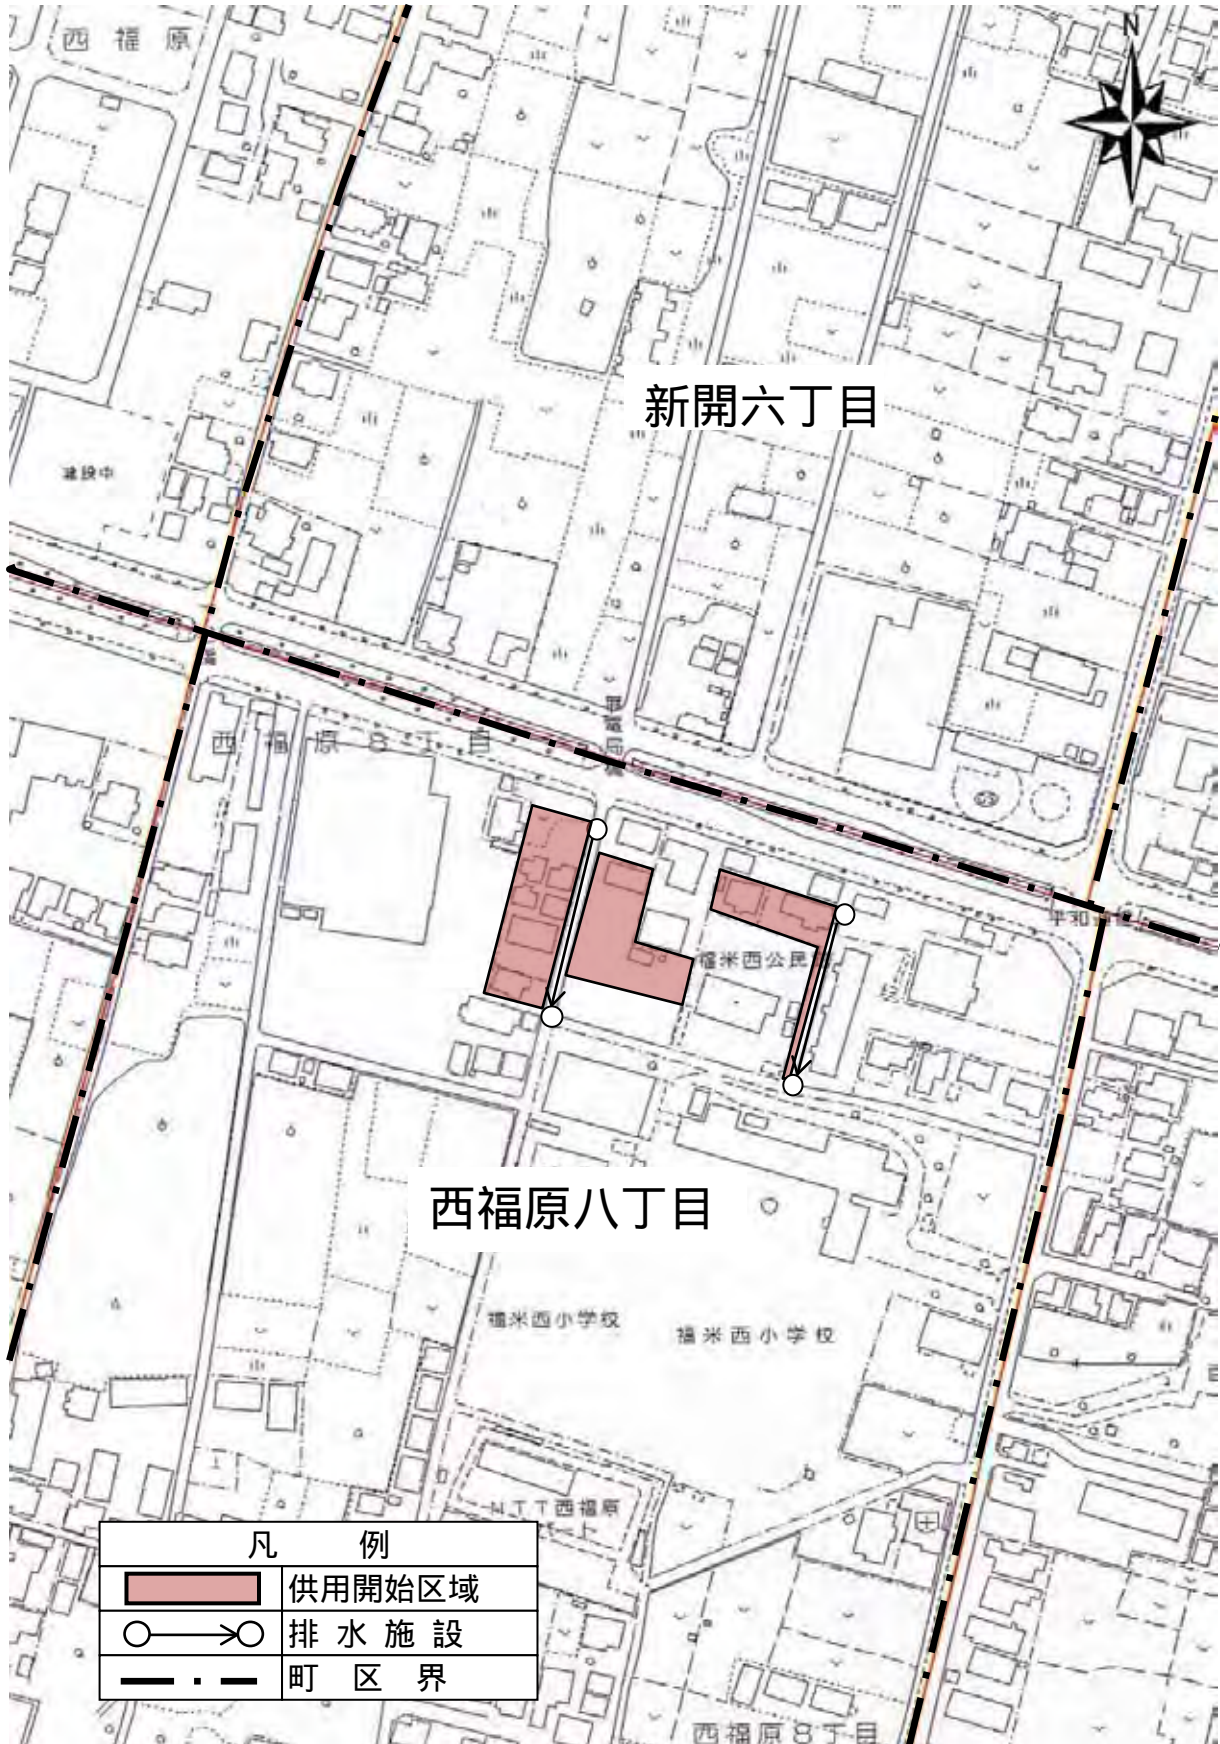 西福原
N
新開六丁目
建設中
西福原8丁目
福米西公民
西福原八丁目
福米西小学校
福米西小学校
NTT西福原
凡 例
供用開始区域
排水施設
町区界
西福原8丁目